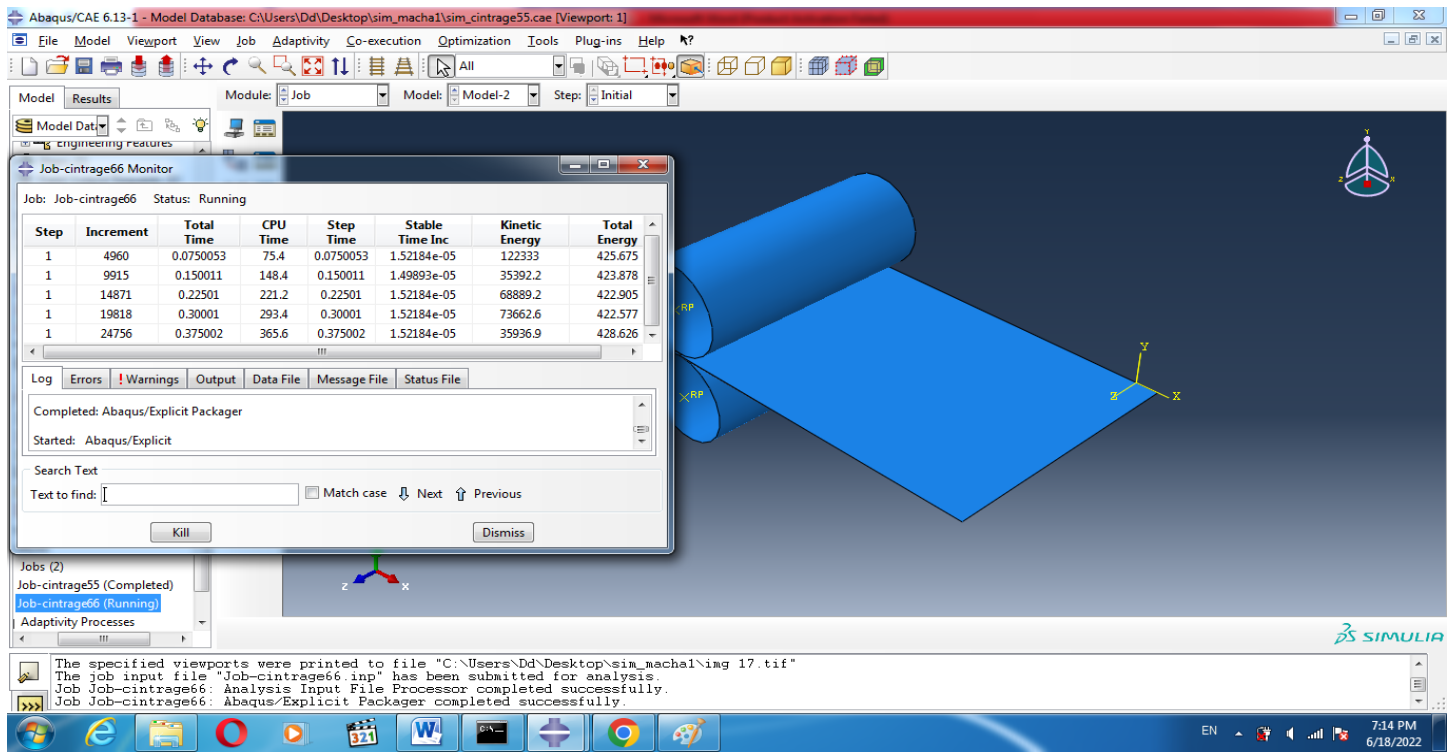 Abaqus/CAE 6.13-1 - Model Database: C:\Users\Dd\Desktop\sim_macha1\sim_cintrage55.cae [Viewport: 1]
File Model Viewport View Job Adaptivity Co-execution Optimization Tools Plug-ins Help
All
Model Results Module: Job Model: Model-2 Step: Initial
Model Data
Engineering Features
Job-cintrage66 Monitor
Job: Job-cintrage66 Status: Running
Step Increment Total Time CPU Time Step Time Stable Time Inc Kinetic Energy Total Energy
1 4960 0.0750053 75.4 0.0750053 1.52184e-05 122333 425.675
1 9915 0.150011 148.4 0.150011 1.49893e-05 35392.2 423.878
1 14871 0.22501 221.2 0.22501 1.52184e-05 68889.2 422.905
1 19818 0.30001 293.4 0.30001 1.52184e-05 73662.6 422.577
1 24756 0.375002 365.6 0.375002 1.52184e-05 35936.9 428.626
Log Errors ! Warnings Output Data File Message File Status File
Completed: Abaqus/Explicit Packager
Started: Abaqus/Explicit
Search Text
Text to find: Match case Next Previous
Kill Dismiss
Jobs (2)
Job-cintrage55 (Completed)
Job-cintrage66 (Running)
Adaptivity Processes
Y
z x
RP
RP
Y
Z X
z x
SIMULIA
The specified viewports were printed to file "C:\Users\Dd\Desktop\sim_macha1\img 17.tif"
The job input file "Job-cintrage66.inp" has been submitted for analysis.
Job Job-cintrage66: Analysis Input File Processor completed successfully.
Job Job-cintrage66: Abaqus/Explicit Packager completed successfully.
321
EN
7:14 PM
6/18/2022